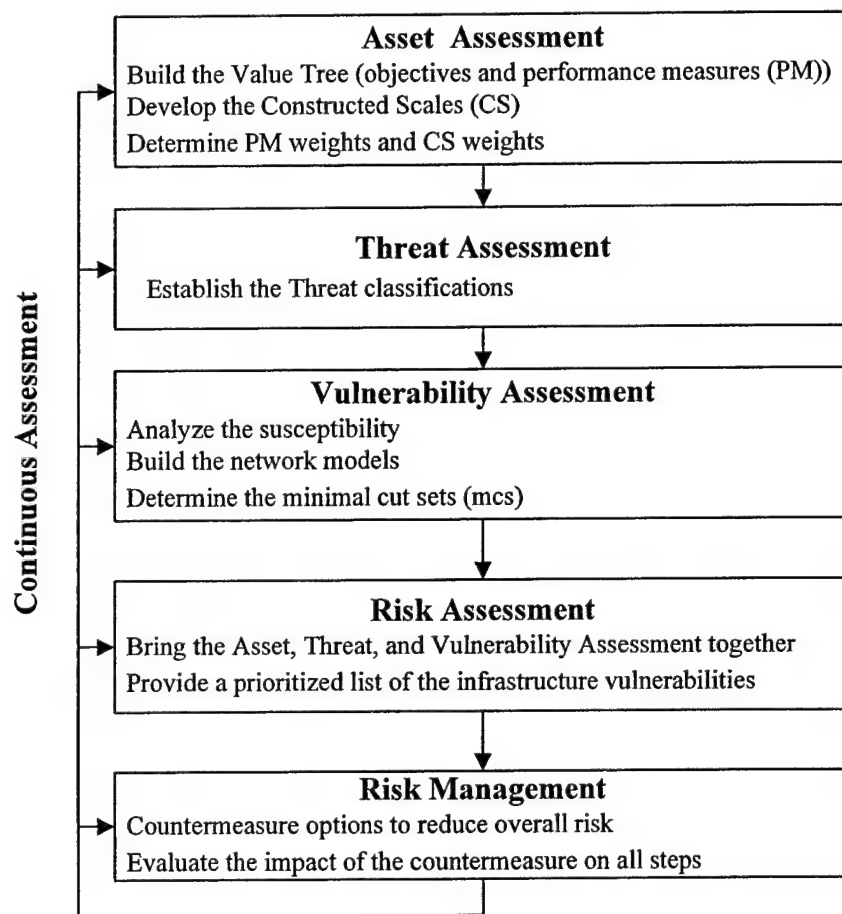 Continuous Assessment
Asset Assessment
Build the Value Tree (objectives and performance measures (PM))
Develop the Constructed Scales (CS)
Determine PM weights and CS weights
Threat Assessment
Establish the Threat classifications
Vulnerability Assessment
Analyze the susceptibility
Build the network models
Determine the minimal cut sets (mcs)
Risk Assessment
Bring the Asset, Threat, and Vulnerability Assessment together
Provide a prioritized list of the infrastructure vulnerabilities
Risk Management
Countermeasure options to reduce overall risk
Evaluate the impact of the countermeasure on all steps